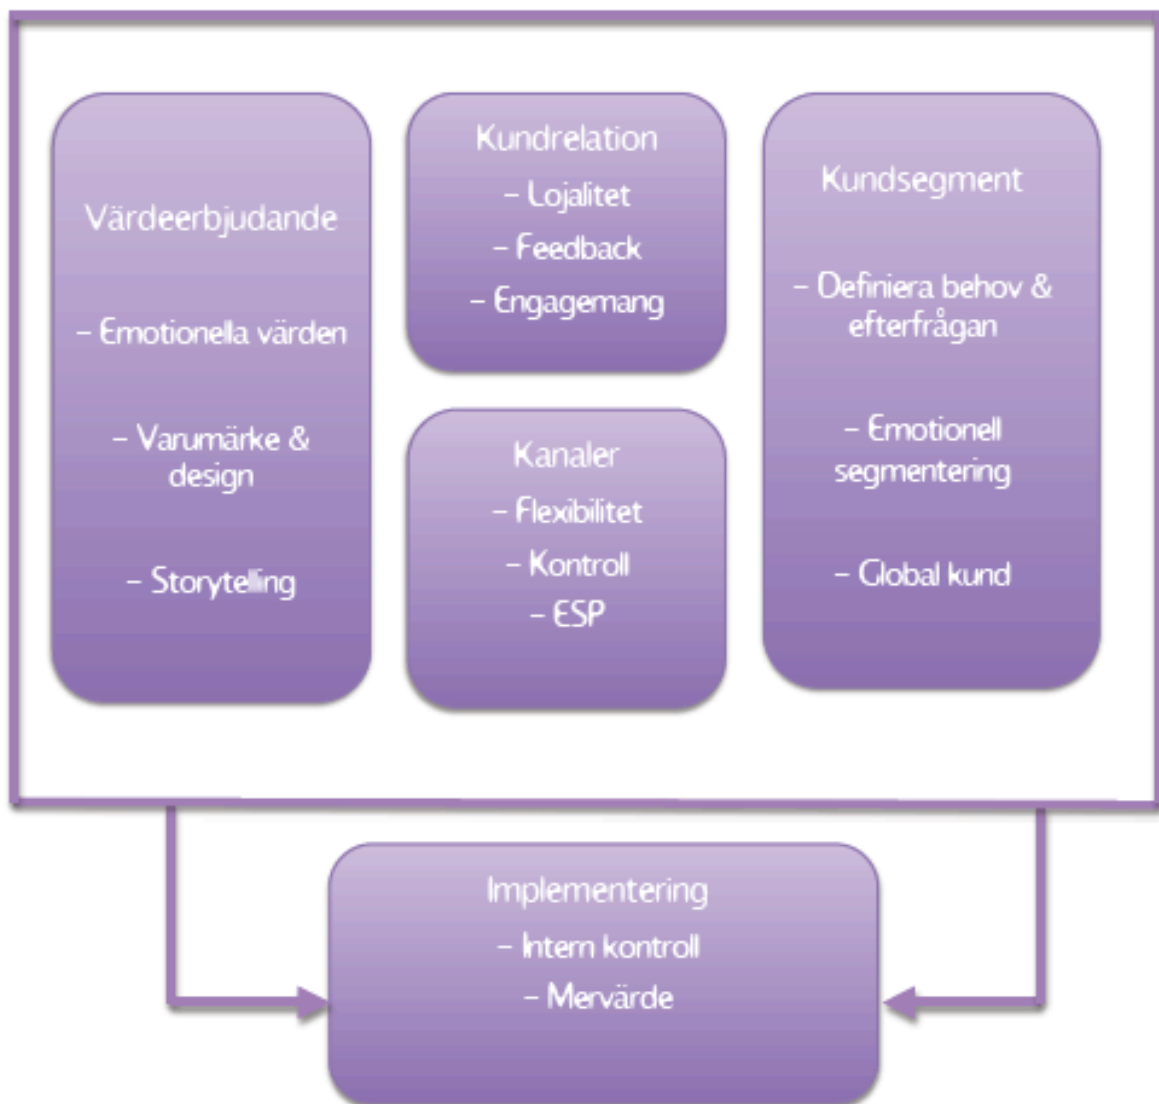 Värdeerbjudande
– Emotionella värden
– Varumärke &
design
– Storytelling
Kundrelation
– Lojalitet
– Feedback
– Engagemang
Kanaler
– Flexibilitet
– Kontroll
– ESP
Kundsegment
– Definiera behov &
efterfrågan
– Emotionell
segmentering
– Global kund
Implementering
– Intern kontroll
– Mervärde